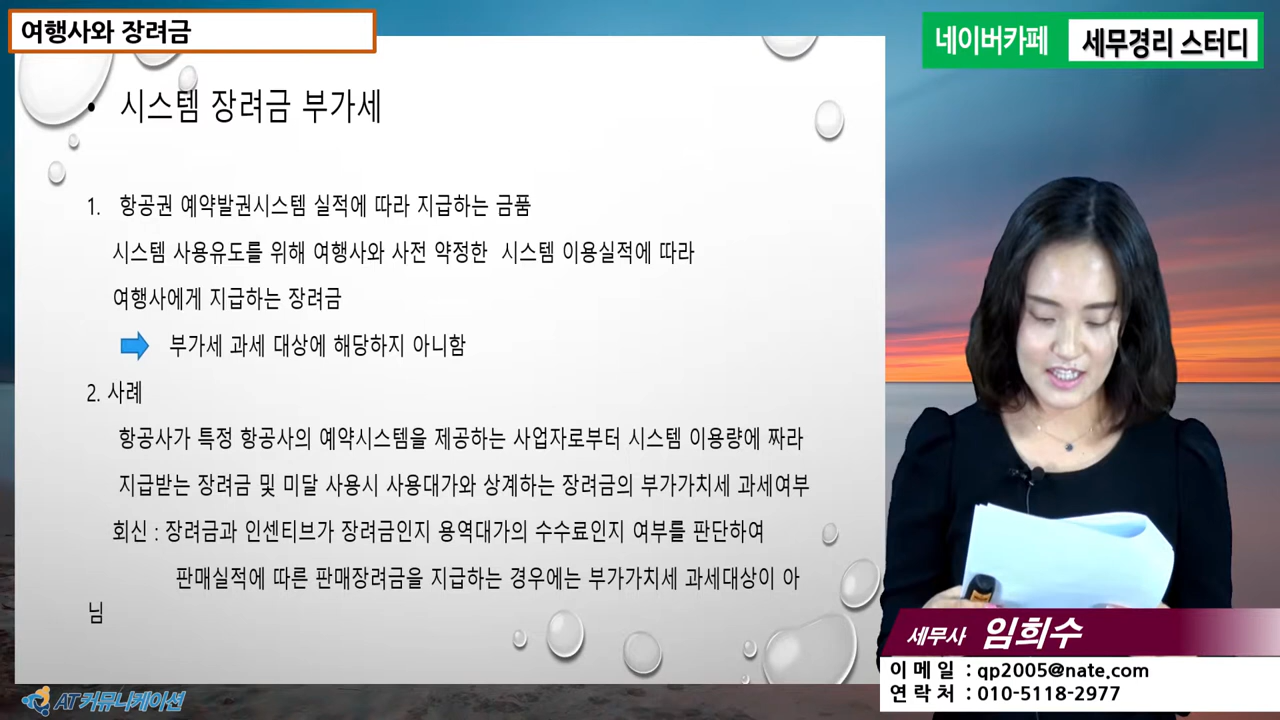 여행사와 장려금
네이버카페 세무경리 스터디
• 시스템 장려금 부가세
1. 항공권 예약발권시스템 실적에 따라 지급하는 금품
시스템 사용유도를 위해 여행사와 사전 약정한 시스템 이용실적에 따라
여행사에게 지급하는 장려금
부가세 과세 대상에 해당하지 아니함
2. 사례
항공사가 특정 항공사의 예약시스템을 제공하는 사업자로부터 시스템 이용량에 짜라
지급받는 장려금 및 미달 사용시 사용대가와 상계하는 장려금의 부가가치세 과세여부
회신 : 장려금과 인센티브가 장려금인지 용역대가의 수수료인지 여부를 판단하여
판매실적에 따른 판매장려금을 지급하는 경우에는 부가가치세 과세대상이 아
님
세무사 임희수
이 메 일 : qp2005@nate.com
연 락 처 : 010-5118-2977
AT커뮤니케이션